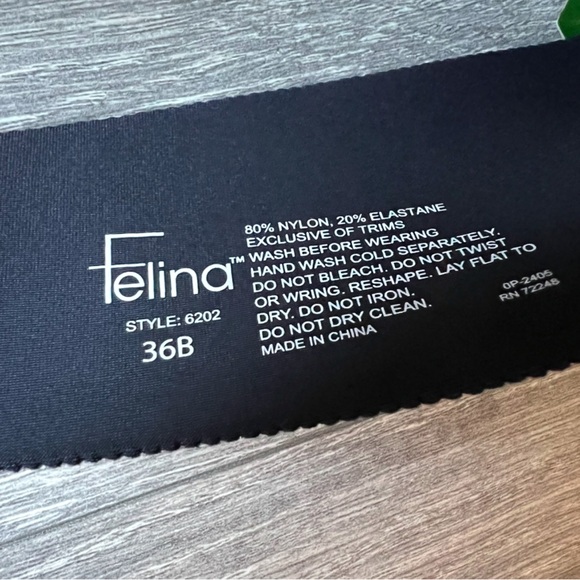 Felina™
STYLE: 6202
36B
80% NYLON, 20% ELASTANE
EXCLUSIVE OF TRIMS
WASH BEFORE WEARING
HAND WASH COLD SEPARATELY.
DO NOT BLEACH. DO NOT TWIST
OR WRING. RESHAPE. LAY FLAT TO
DRY. DO NOT IRON.
DO NOT DRY CLEAN.
MADE IN CHINA
OP-2405
RN 72248